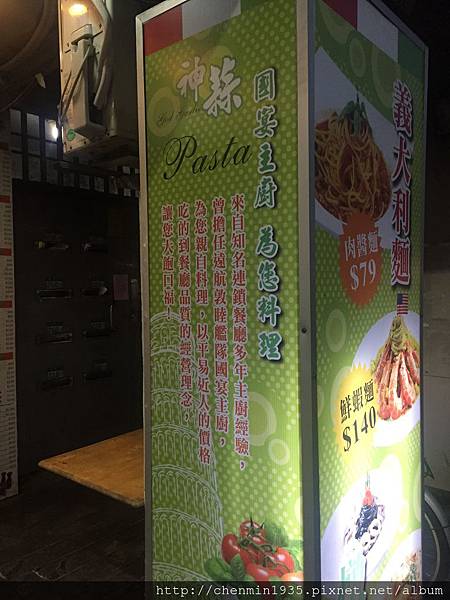 神蒜
Pasta
國宴主廚 為您料理
來自知名連鎖餐廳多年主廚經驗，
曾擔任遠航敦睦艦隊國宴主廚，
為您親自料理，以平易近人的價格
吃的到餐廳品質的經營理念，
讓您大飽口福！
義大利麵
肉醬麵
$79
鮮蝦麵
$140
http://chenmin1935.pixnet.net/album